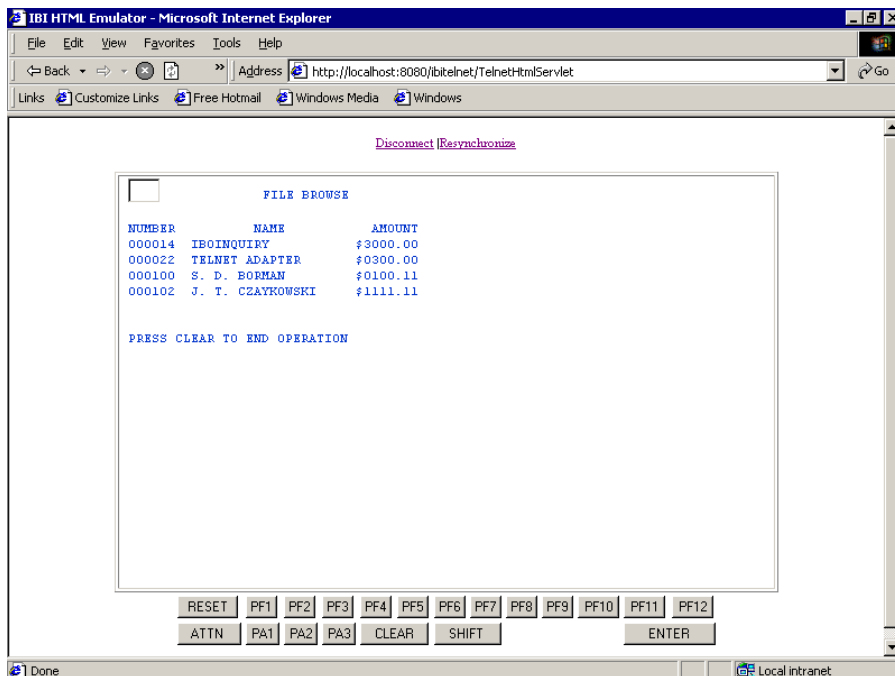 IBI HTML Emulator - Microsoft Internet Explorer
File Edit View Favorites Tools Help
Back » Address http://localhost:8080/ibitelnet/TelnetHtmlServlet Go
Links Customize Links Free Hotmail Windows Media Windows
Disconnect |Resynchronize
FILE BROWSE
NUMBER NAME AMOUNT
000014 IBOINQUIRY $3000.00
000022 TELNET ADAPTER $0300.00
000100 S. D. BORMAN $0100.11
000102 J. T. CZAYKOWSKI $1111.11
PRESS CLEAR TO END OPERATION
RESET PF1 PF2 PF3 PF4 PF5 PF6 PF7 PF8 PF9 PF10 PF11 PF12
ATTN PA1 PA2 PA3 CLEAR SHIFT ENTER
Done Local intranet